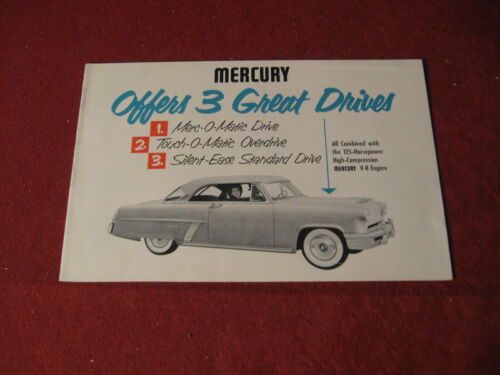 MERCURY
Offers 3 Great Drives
1. Merc-O-Matic Drive
2. Touch-O-Matic Overdrive
3. Silent-Ease Standard Drive
All Combined with
the 125-Horsepower
High-Compression
MERCURY V-8 Engine